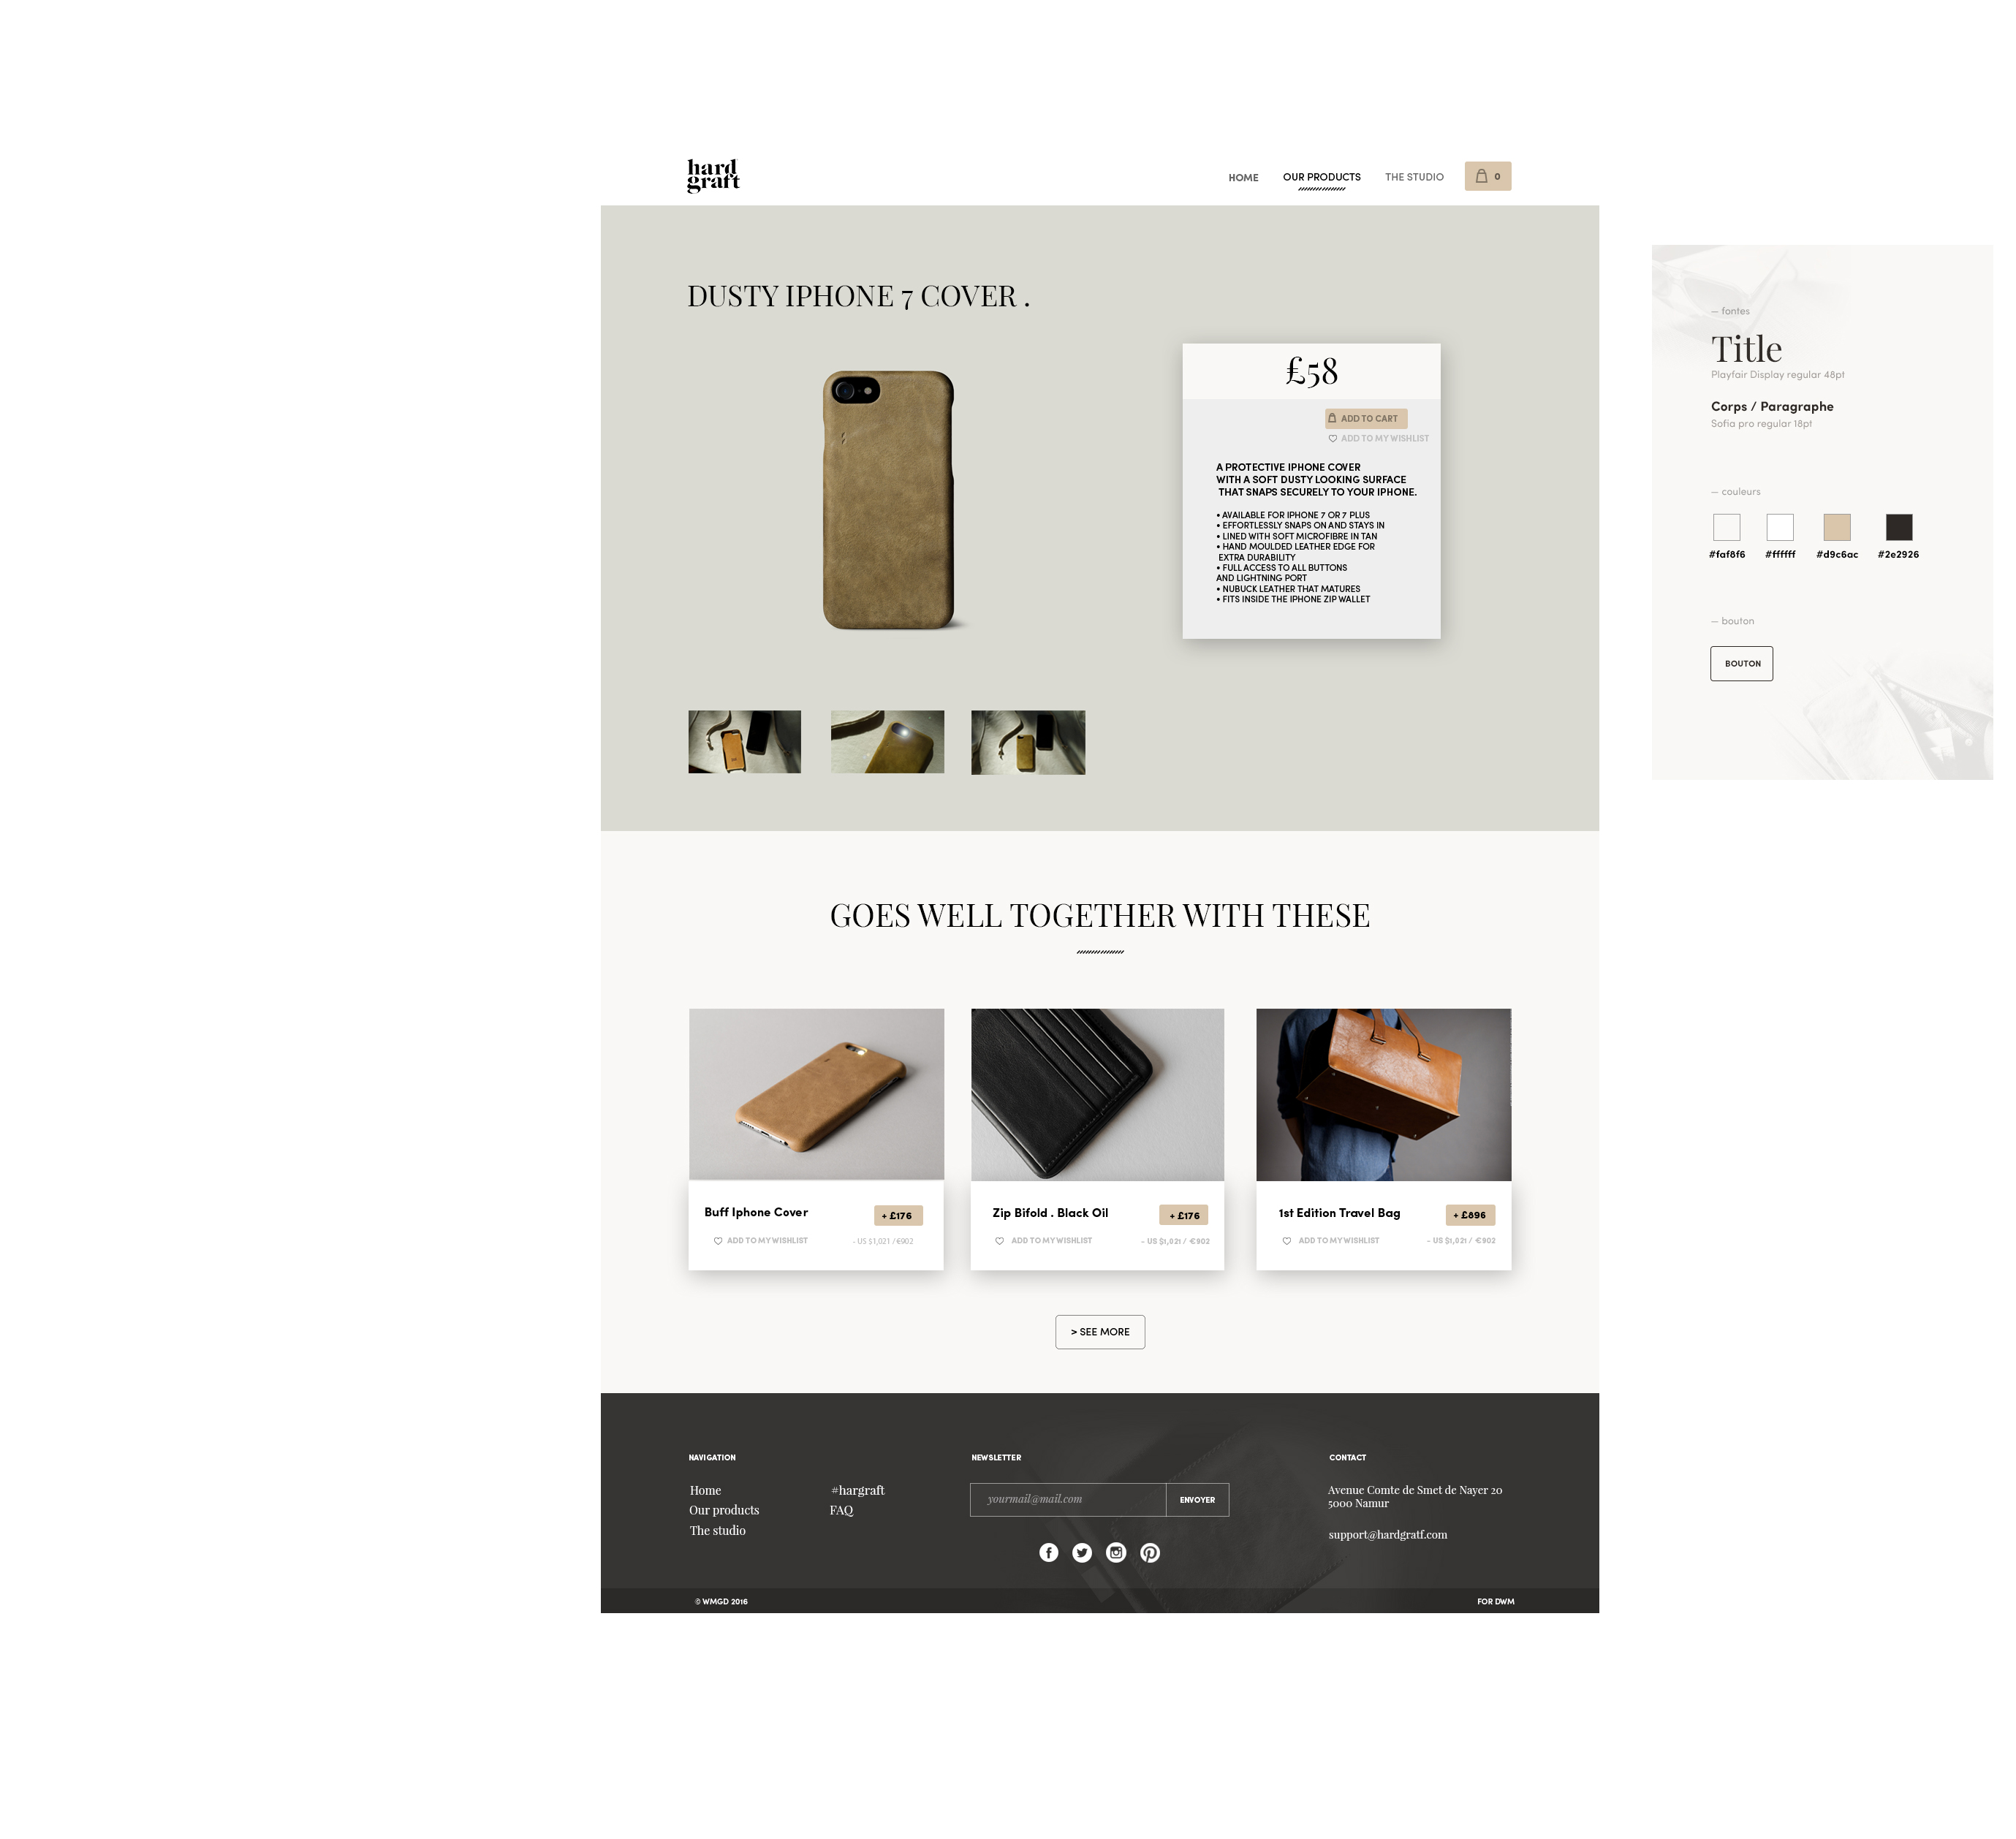 hard
graft
HOME
OUR PRODUCTS
THE STUDIO
0
DUSTY IPHONE 7 COVER .
£58
ADD TO CART
ADD TO MY WISHLIST
A PROTECTIVE IPHONE COVER
WITH A SOFT DUSTY LOOKING SURFACE
THAT SNAPS SECURELY TO YOUR IPHONE.
• AVAILABLE FOR IPHONE 7 OR 7 PLUS
• EFFORTLESSLY SNAPS ON AND STAYS IN
• LINED WITH SOFT MICROFIBRE IN TAN
• HAND MOULDED LEATHER EDGE FOR
EXTRA DURABILITY
• FULL ACCESS TO ALL BUTTONS
AND LIGHTNING PORT
• NUBUCK LEATHER THAT MATURES
• FITS INSIDE THE IPHONE ZIP WALLET
— fontes
Title
Playfair Display regular 48pt
Corps / Paragraphe
Sofia pro regular 18pt
— couleurs
#faf8f6
#ffffff
#d9c6ac
#2e2926
— bouton
BOUTON
GOES WELL TOGETHER WITH THESE
Buff Iphone Cover
+ £176
ADD TO MY WISHLIST
- US $1,021 / €902
Zip Bifold . Black Oil
+ £176
ADD TO MY WISHLIST
- US $1,021 / €902
1st Edition Travel Bag
+ £896
ADD TO MY WISHLIST
- US $1,021 / €902
> SEE MORE
NAVIGATION
Home
Our products
The studio
#hargraft
FAQ
NEWSLETTER
yourmail@mail.com
ENVOYER
CONTACT
Avenue Comte de Smet de Nayer 20
5000 Namur
support@hardgratf.com
© WMGD 2016
FOR DWM